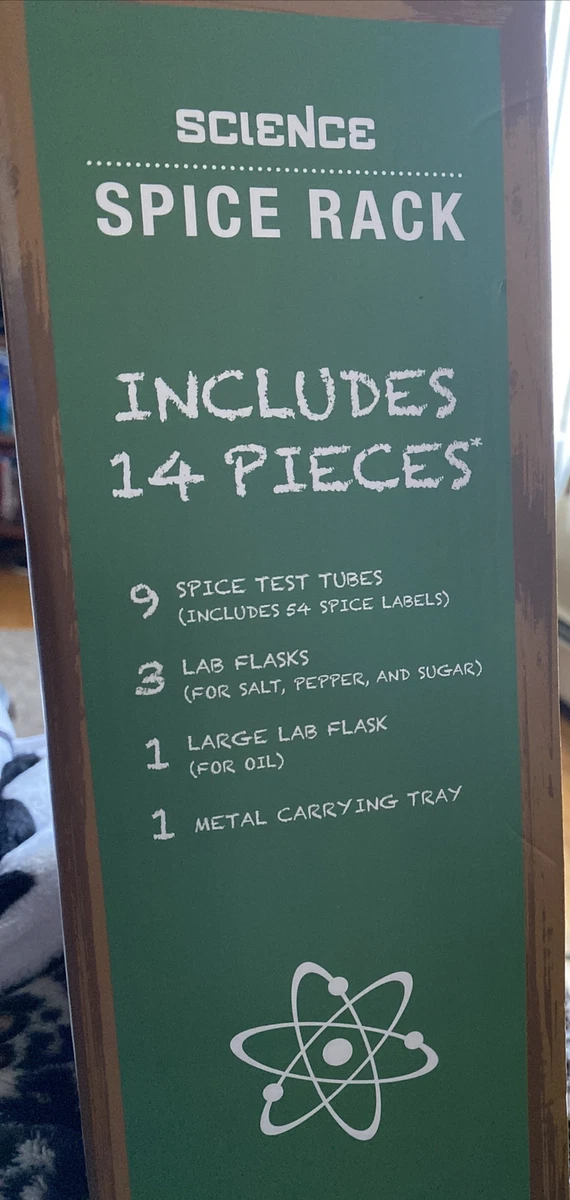 SCIENCE
SPICE RACK
INCLUDES
14 PIECES*
9 SPICE TEST TUBES
(INCLUDES 54 SPICE LABELS)
3 LAB FLASKS
(FOR SALT, PEPPER, AND SUGAR)
1 LARGE LAB FLASK
(FOR OIL)
1 METAL CARRYING TRAY